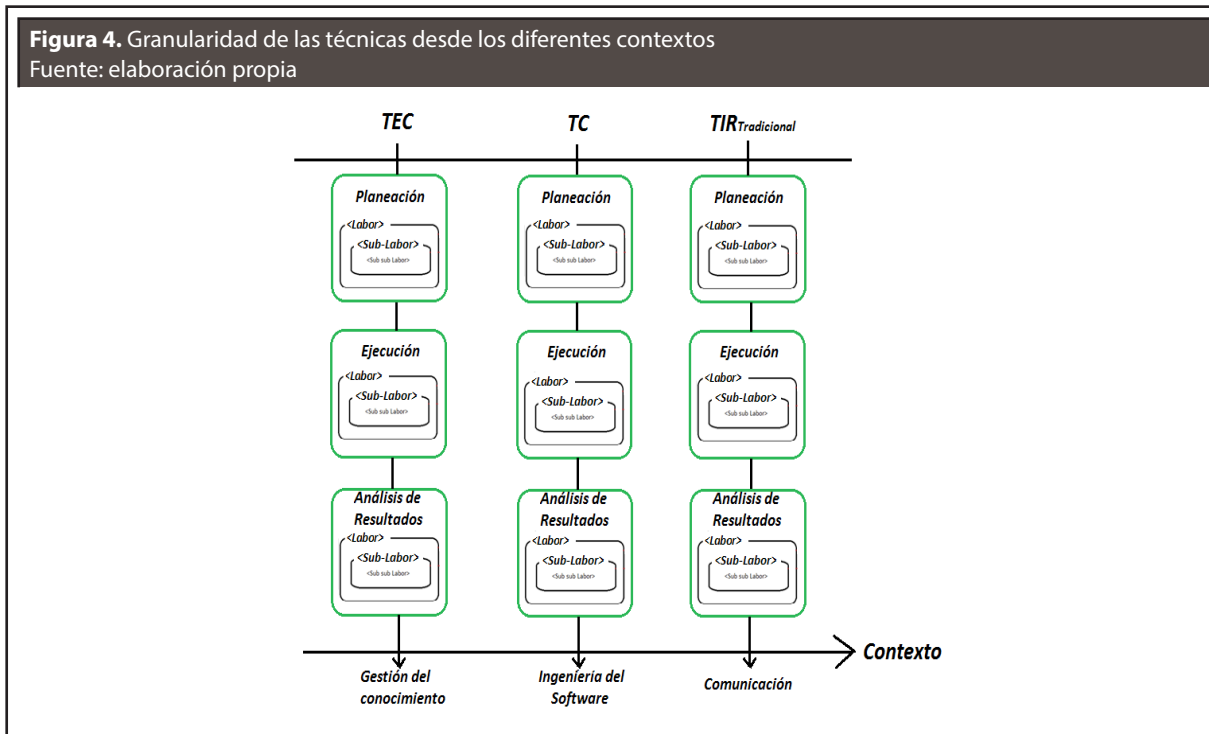 Figura 4. Granularidad de las técnicas desde los diferentes contextos
Fuente: elaboración propia
TEC
TC
TIRTradicional
Planeación
<Labor>
<Sub-Labor>
<Sub sub Labor>
Planeación
<Labor>
<Sub-Labor>
<Sub sub Labor>
Planeación
<Labor>
<Sub-Labor>
<Sub sub Labor>
Ejecución
<Labor>
<Sub-Labor>
<Sub sub Labor>
Ejecución
<Labor>
<Sub-Labor>
<Sub sub Labor>
Ejecución
<Labor>
<Sub-Labor>
<Sub sub Labor>
Análisis de
Resultados
<Labor>
<Sub-Labor>
<Sub sub Labor>
Análisis de
Resultados
<Labor>
<Sub-Labor>
<Sub sub Labor>
Análisis de
Resultados
<Labor>
<Sub-Labor>
<Sub sub Labor>
Contexto
Gestión del
conocimiento
Ingeniería del
Software
Comunicación